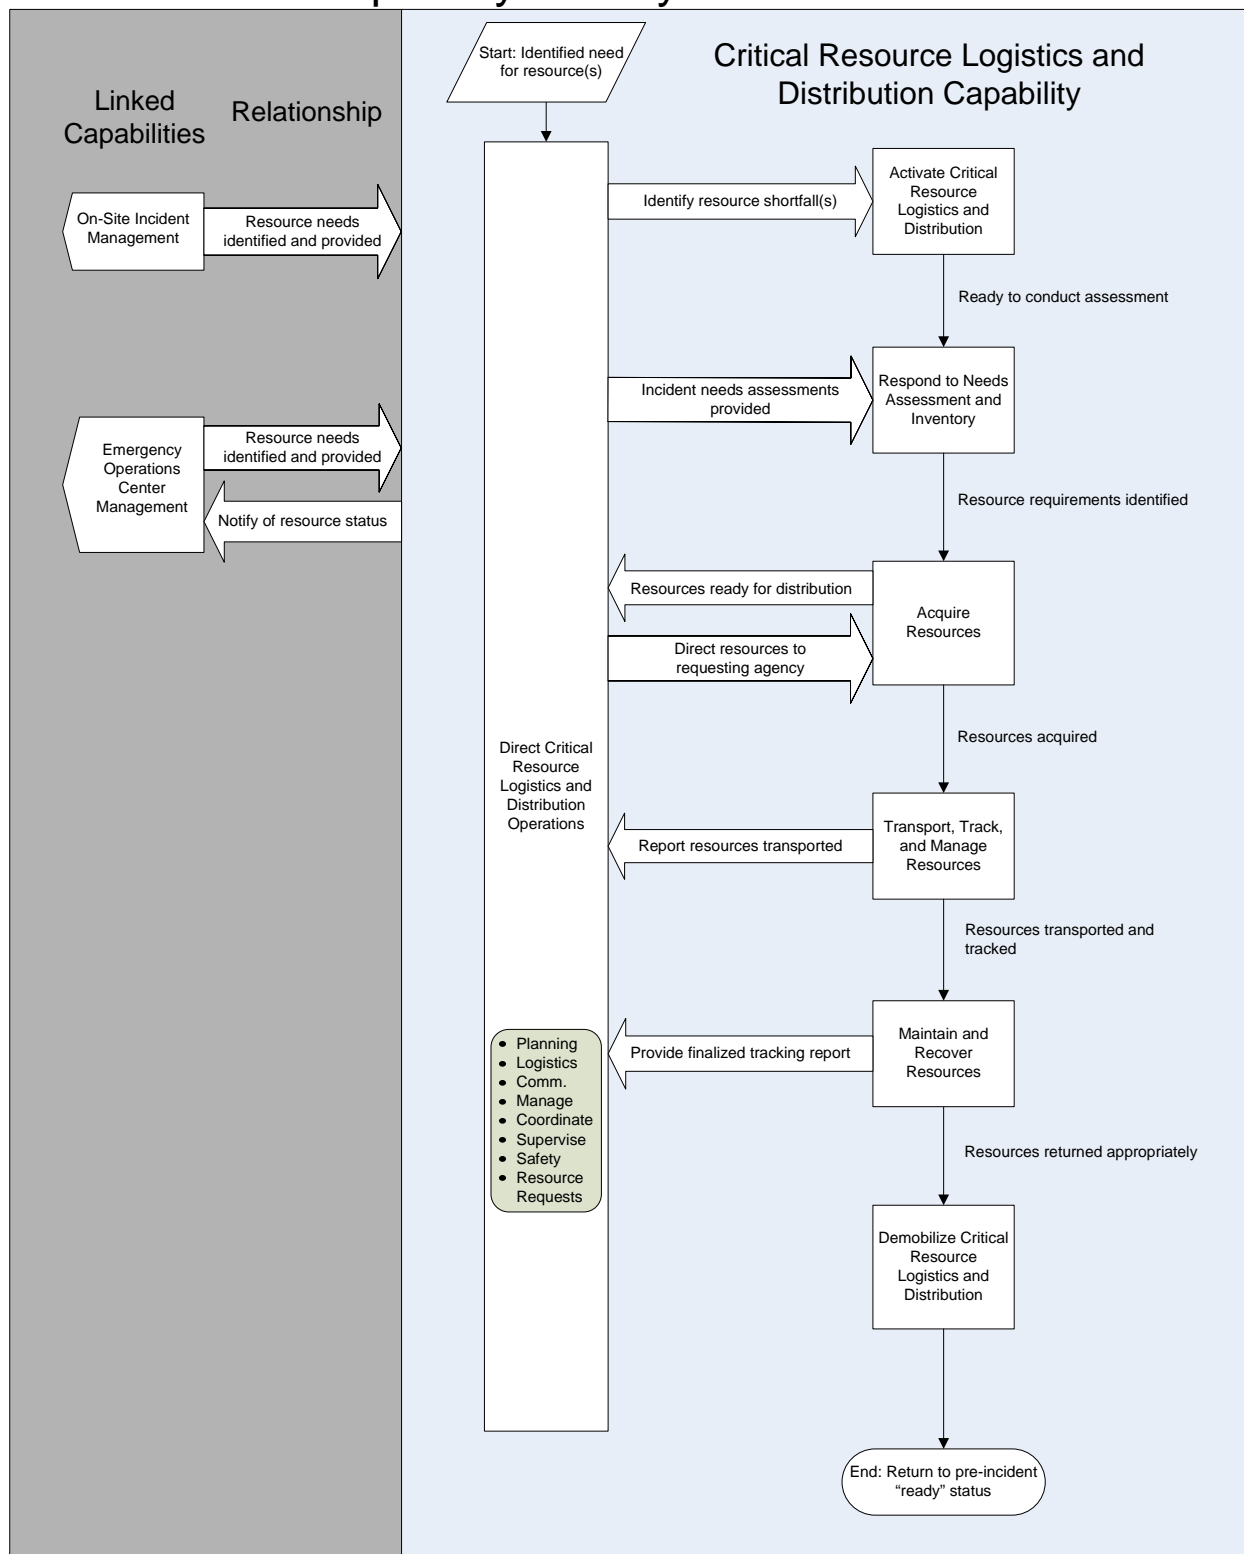 Start: Identified need
for resource(s)
Critical Resource Logistics and
Distribution Capability
Linked
Capabilities
Relationship
On-Site Incident
Management
Resource needs
identified and provided
Identify resource shortfall(s)
Activate Critical
Resource
Logistics and
Distribution
Ready to conduct assessment
Incident needs assessments
provided
Respond to Needs
Assessment and
Inventory
Emergency
Operations
Center
Management
Resource needs
identified and provided
Notify of resource status
Resource requirements identified
Resources ready for distribution
Acquire
Resources
Direct resources to
requesting agency
Resources acquired
Direct Critical
Resource
Logistics and
Distribution
Operations
Transport, Track,
and Manage
Resources
Report resources transported
Resources transported and
tracked
• Planning
• Logistics
• Comm.
• Manage
• Coordinate
• Supervise
• Safety
• Resource
Requests
Provide finalized tracking report
Maintain and
Recover
Resources
Resources returned appropriately
Demobilize Critical
Resource
Logistics and
Distribution
End: Return to pre-incident
“ready” status